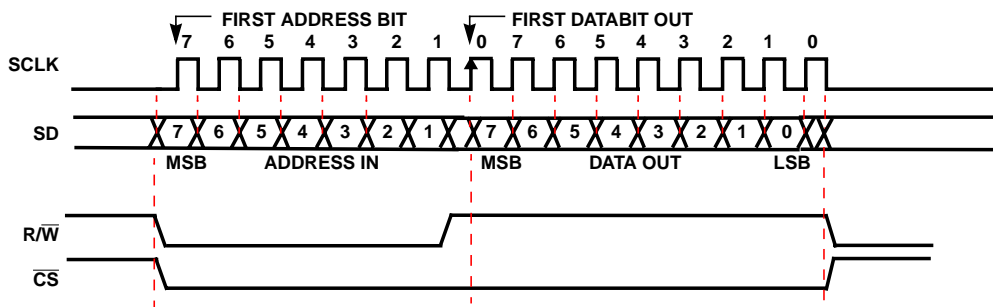 FIRST ADDRESS BIT FIRST DATABIT OUT
7 6 5 4 3 2 1 0 7 6 5 4 3 2 1 0
SCLK
SD 7 6 5 4 3 2 1 7 6 5 4 3 2 1 0
MSB ADDRESS IN MSB DATA OUT LSB
R/W̅
C̅S̅